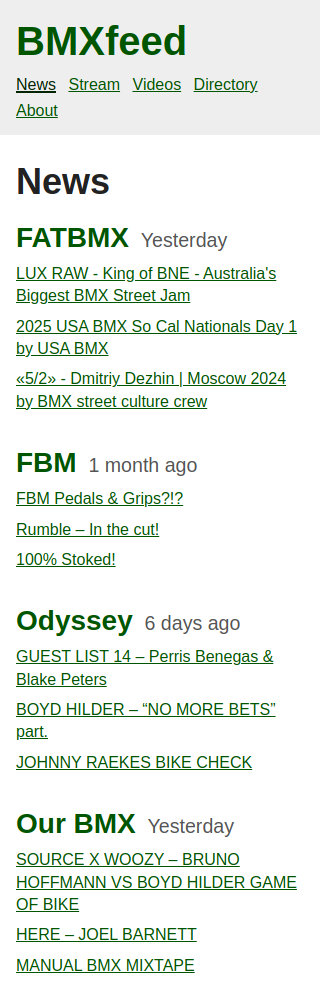 BMXfeed
News Stream Videos Directory
About
News
FATBMX Yesterday
LUX RAW - King of BNE - Australia's
Biggest BMX Street Jam
2025 USA BMX So Cal Nationals Day 1
by USA BMX
«5/2» - Dmitriy Dezhin | Moscow 2024
by BMX street culture crew
FBM 1 month ago
FBM Pedals & Grips?!?
Rumble – In the cut!
100% Stoked!
Odyssey 6 days ago
GUEST LIST 14 – Perris Benegas &
Blake Peters
BOYD HILDER – “NO MORE BETS”
part.
JOHNNY RAEKES BIKE CHECK
Our BMX Yesterday
SOURCE X WOOZY – BRUNO
HOFFMANN VS BOYD HILDER GAME
OF BIKE
HERE – JOEL BARNETT
MANUAL BMX MIXTAPE